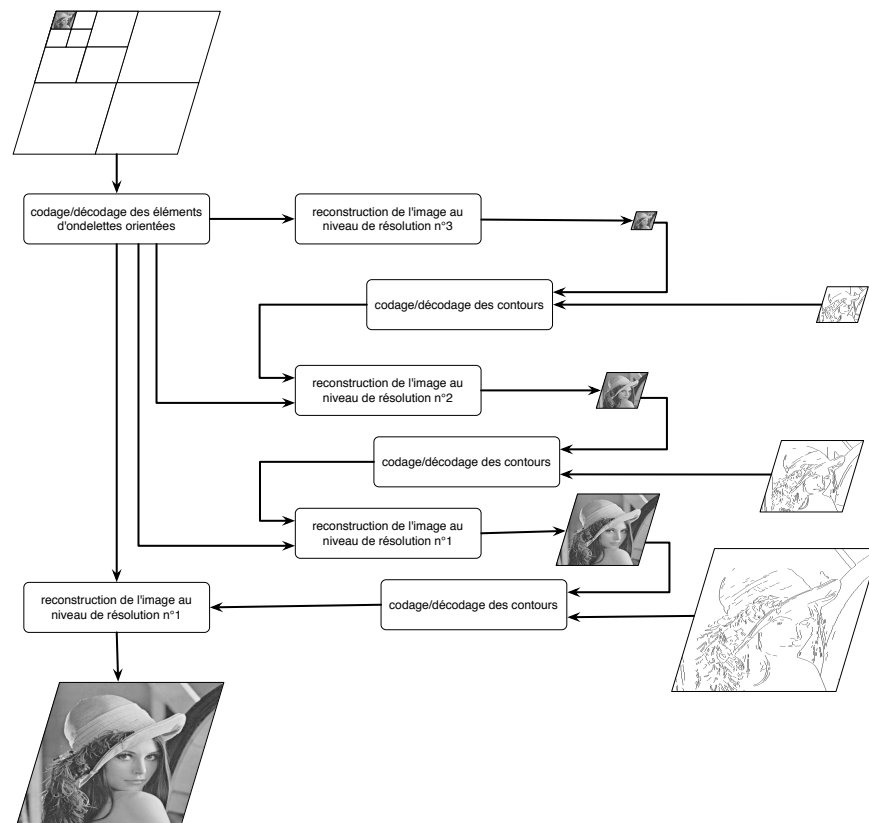 codage/décodage des éléments
d'ondelettes orientées
reconstruction de l'image au
niveau de résolution n°3
codage/décodage des contours
reconstruction de l'image au
niveau de résolution n°2
codage/décodage des contours
reconstruction de l'image au
niveau de résolution n°1
reconstruction de l'image au
niveau de résolution n°1
codage/décodage des contours